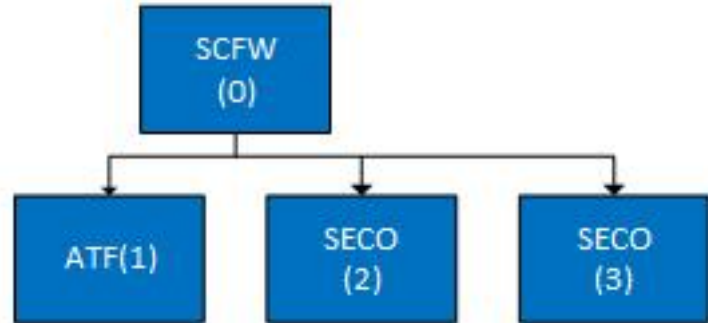 SCFW
(0)
ATF(1)
SECO
(2)
SECO
(3)